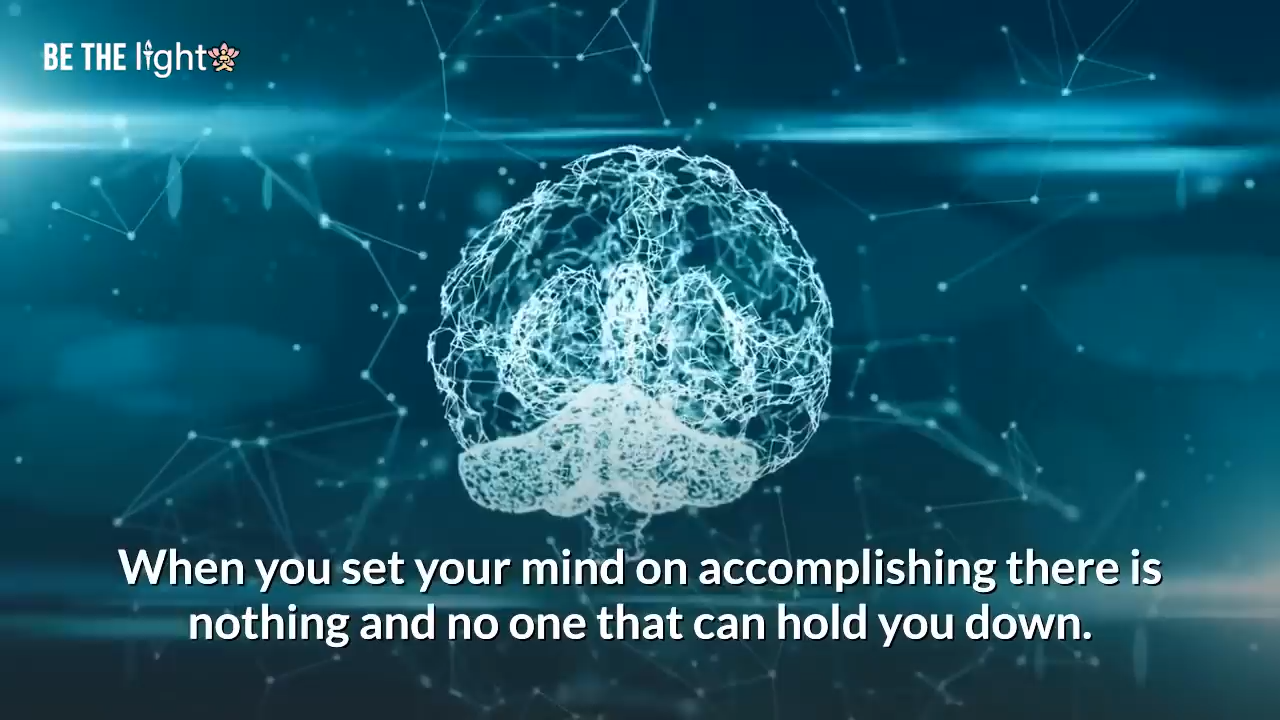 BE THE light
When you set your mind on accomplishing there is
nothing and no one that can hold you down.